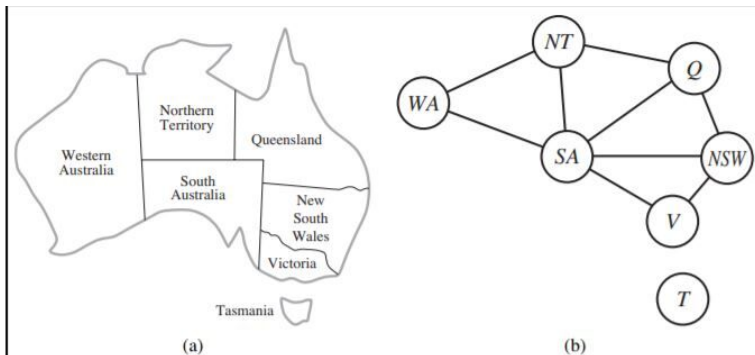 Northern
Territory
Western
Australia
Queensland
South
Australia
New
South
Wales
Victoria
Tasmania
(a)
NT
Q
WA
SA
NSW
V
T
(b)